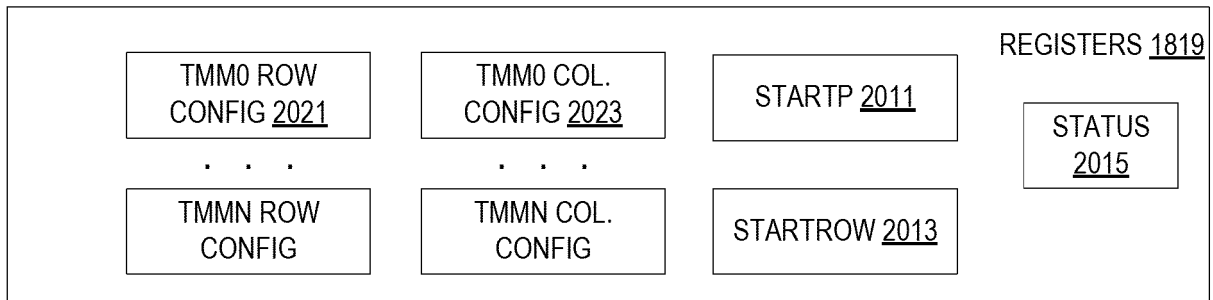 REGISTERS 1819
TMM0 ROW
CONFIG 2021
TMM0 COL.
CONFIG 2023
STARTP 2011
STATUS
2015
. . .
. . .
TMMN ROW
CONFIG
TMMN COL.
CONFIG
STARTROW 2013